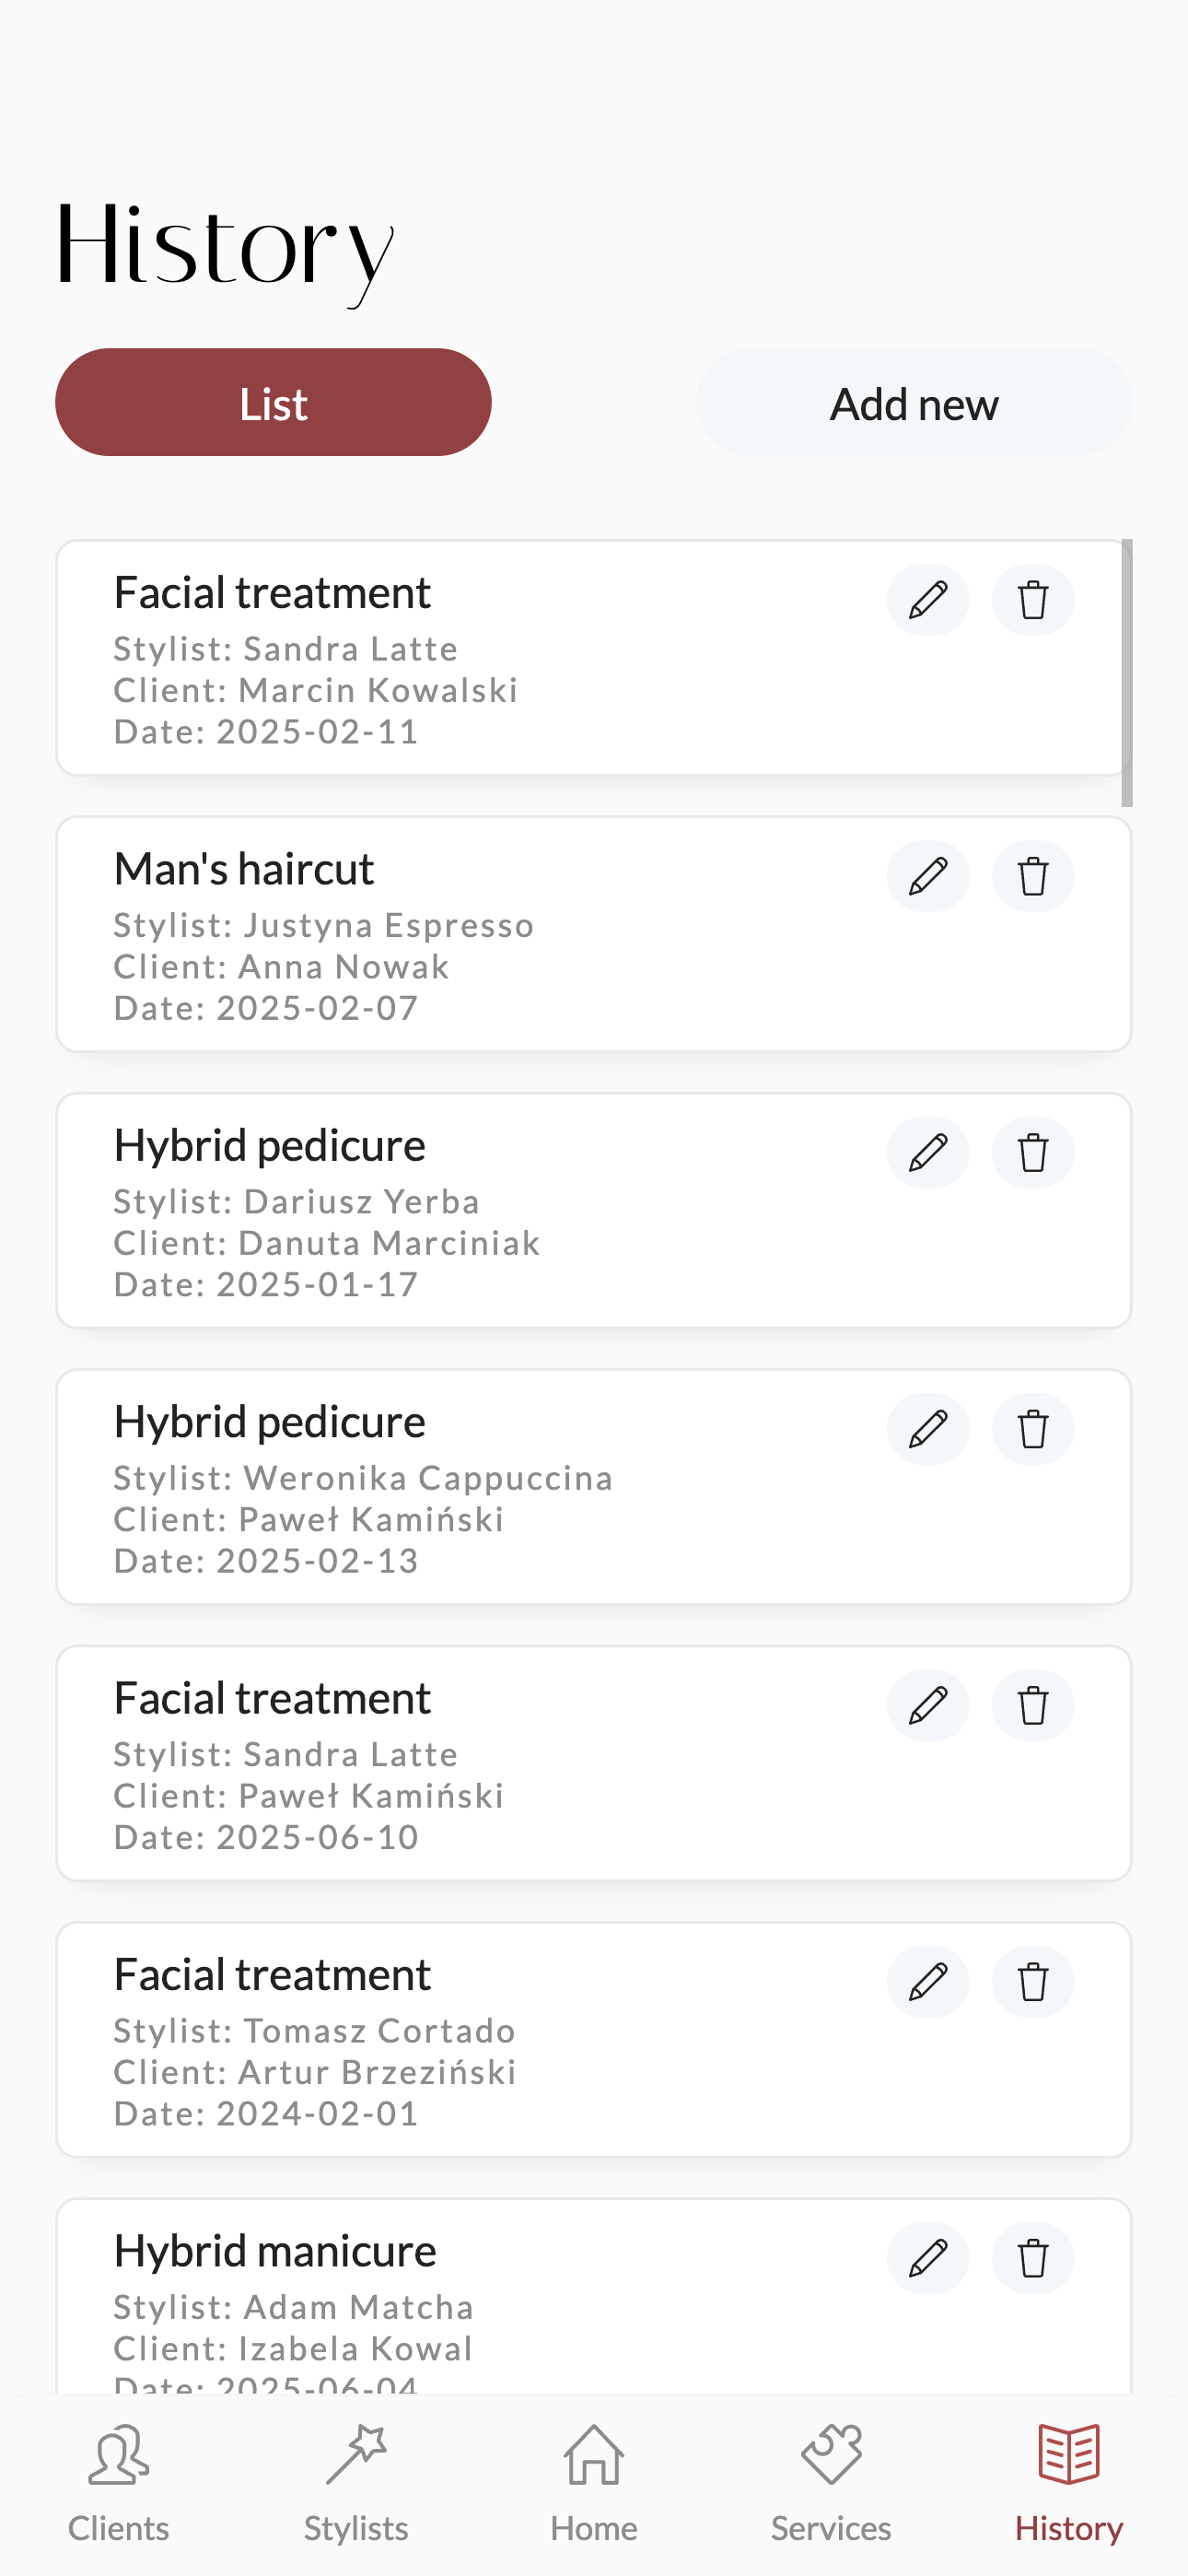 History
List
Add new
Facial treatment
Stylist: Sandra Latte
Client: Marcin Kowalski
Date: 2025-02-11
Man's haircut
Stylist: Justyna Espresso
Client: Anna Nowak
Date: 2025-02-07
Hybrid pedicure
Stylist: Dariusz Yerba
Client: Danuta Marciniak
Date: 2025-01-17
Hybrid pedicure
Stylist: Weronika Cappuccina
Client: Paweł Kamiński
Date: 2025-02-13
Facial treatment
Stylist: Sandra Latte
Client: Paweł Kamiński
Date: 2025-06-10
Facial treatment
Stylist: Tomasz Cortado
Client: Artur Brzeziński
Date: 2024-02-01
Hybrid manicure
Stylist: Adam Matcha
Client: Izabela Kowal
Date: 2025-06-04
Clients
Stylists
Home
Services
History